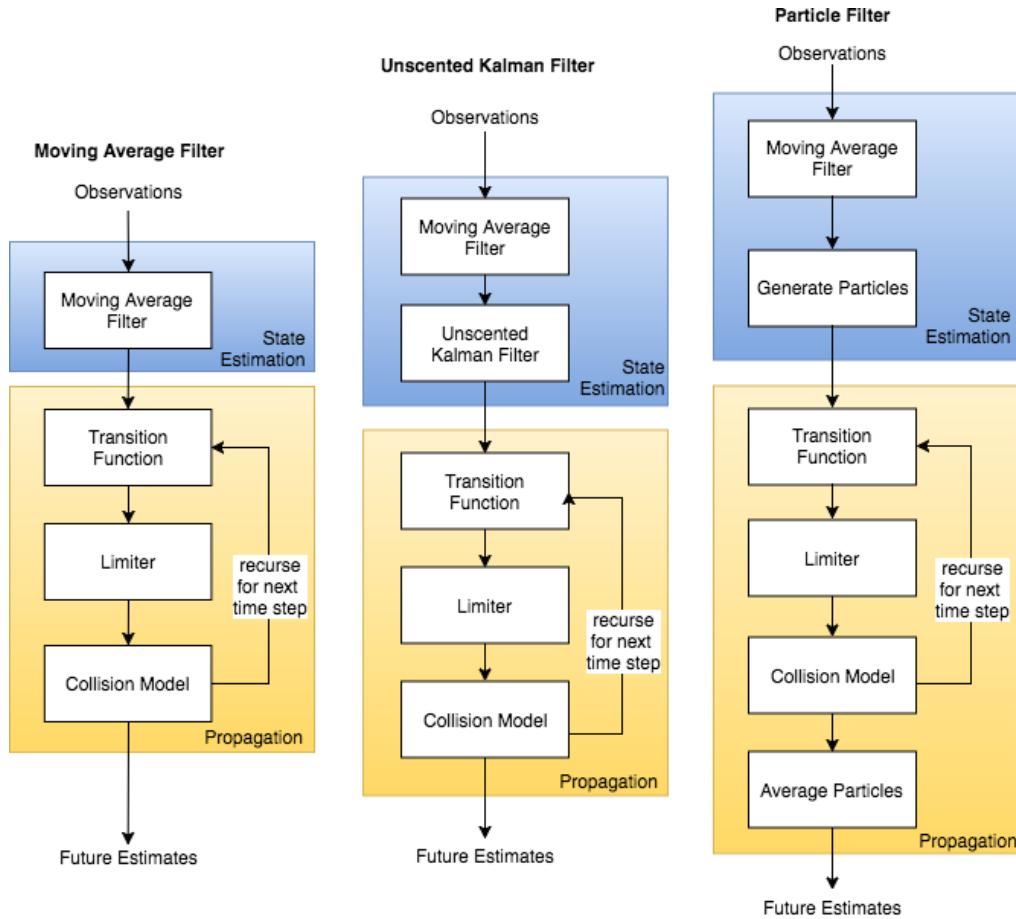 Moving Average Filter
Observations
Moving Average
Filter
State
Estimation
Transition
Function
Limiter
recurse
for next
time step
Collision Model
Propagation
Future Estimates
Unscented Kalman Filter
Observations
Moving Average
Filter
Unscented
Kalman Filter
State
Estimation
Transition
Function
Limiter
recurse
for next
time step
Collision Model
Propagation
Future Estimates
Particle Filter
Observations
Moving Average
Filter
Generate Particles
State
Estimation
Transition
Function
Limiter
recurse
for next
time step
Collision Model
Average Particles
Propagation
Future Estimates